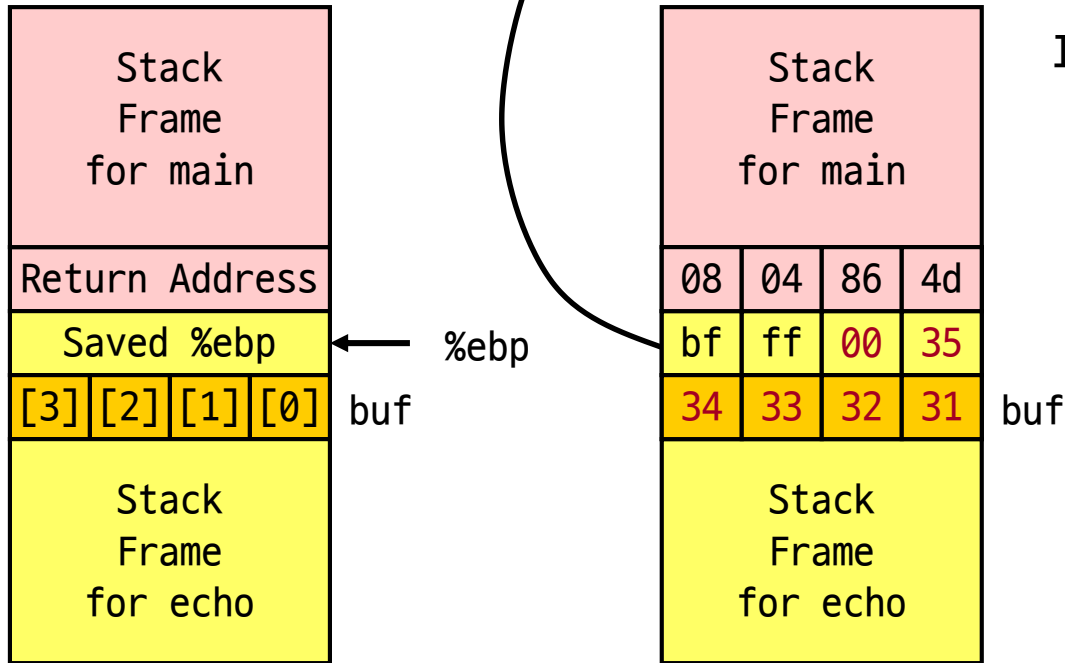 Stack
Frame
for main
Return Address
Saved %ebp
%ebp
[3] [2] [1] [0]
buf
Stack
Frame
for echo
Stack
Frame
for main
08 04 86 4d
bf ff 00 35
34 33 32 31
buf
Stack
Frame
for echo